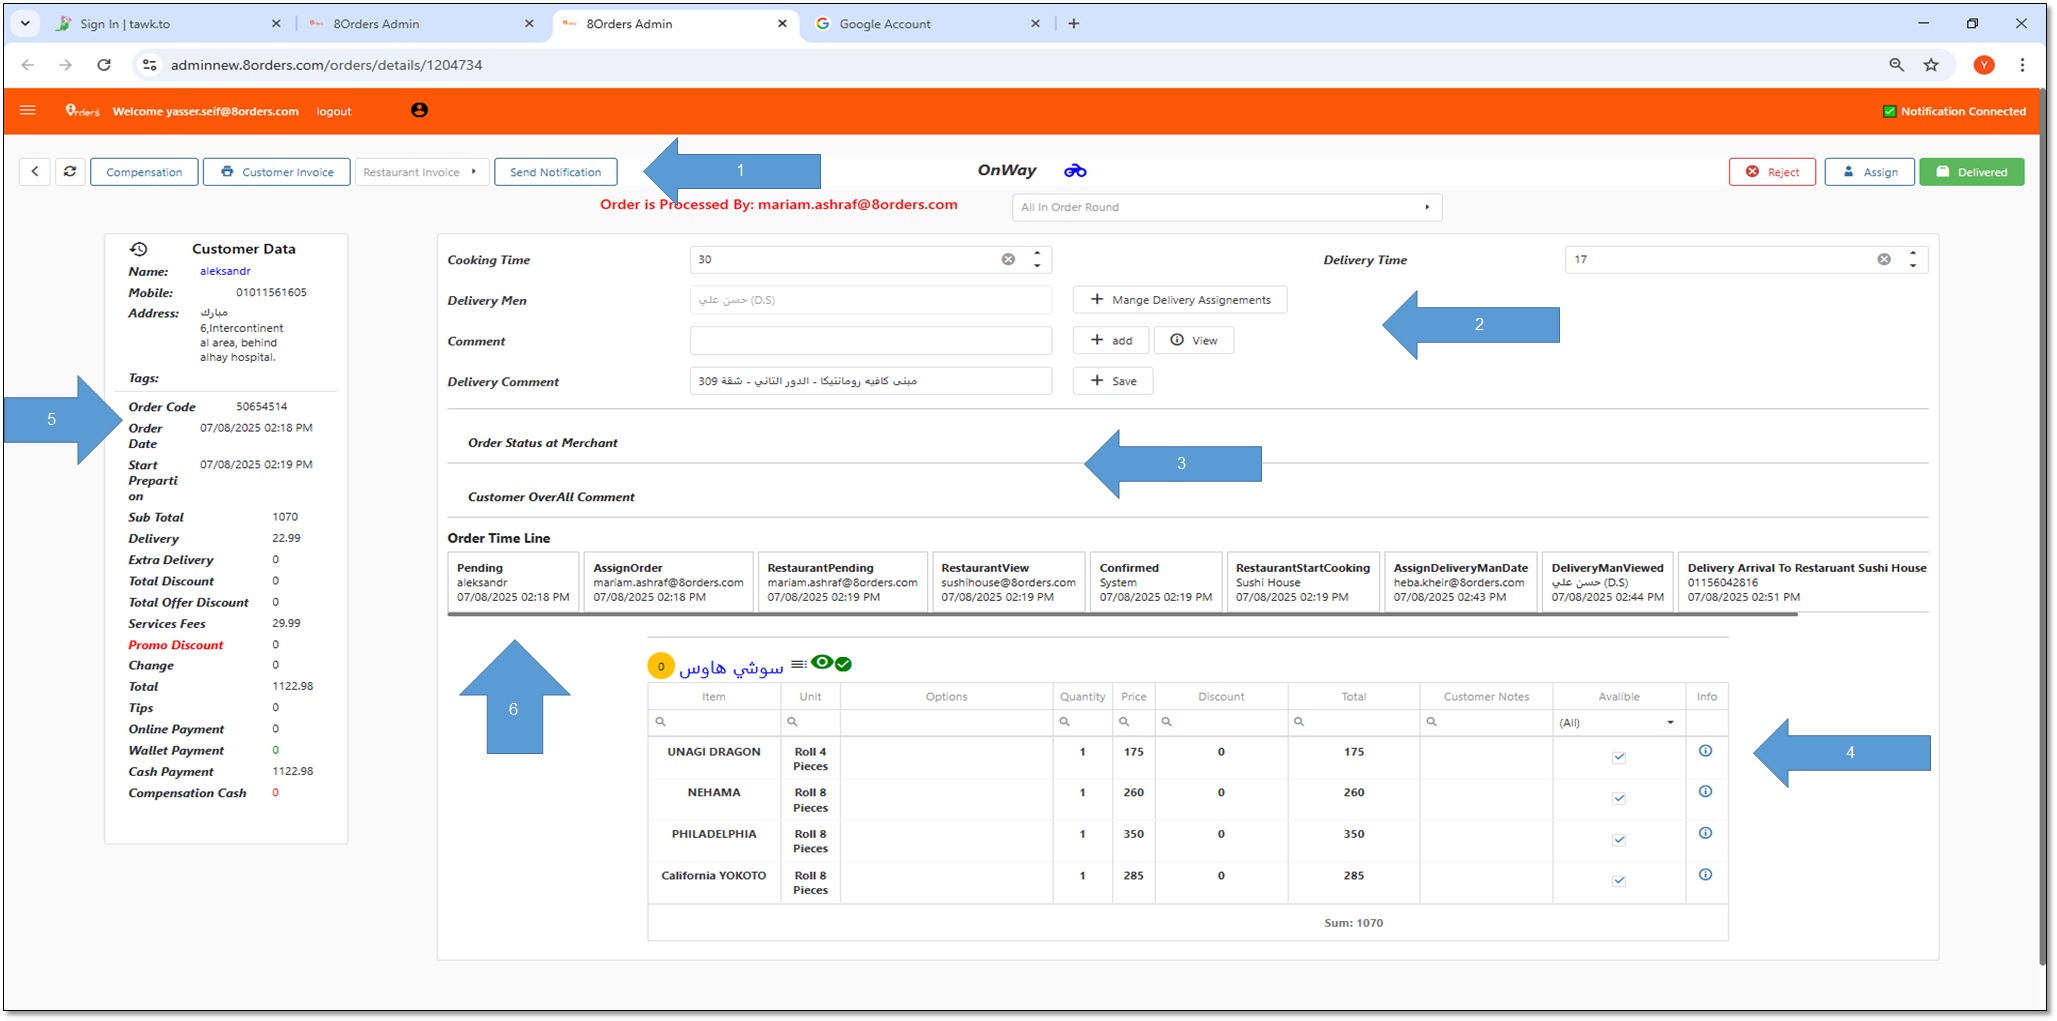 Sign In | tawk.to
8Orders Admin
8Orders Admin
Google Account
adminnew.8orders.com/orders/details/1204734
Y
8rders
Welcome yasser.seif@8orders.com
logout
Notification Connected
Compensation
Customer Invoice
Restaurant Invoice
Send Notification
1
OnWay
Reject
Assign
Delivered
Order is Processed By: mariam.ashraf@8orders.com
All In Order Round
Customer Data
Name: aleksandr
Mobile: 01011561605
Address: مبارك
6,Intercontinent
al area, behind
alhay hospital.
Tags:
5
Order Code 50654514
Order Date 07/08/2025 02:18 PM
Start Preparti on 07/08/2025 02:19 PM
Sub Total 1070
Delivery 22.99
Extra Delivery 0
Total Discount 0
Total Offer Discount 0
Services Fees 29.99
Promo Discount 0
Change 0
Total 1122.98
Tips 0
Online Payment 0
Wallet Payment 0
Cash Payment 1122.98
Compensation Cash 0
Cooking Time 30
Delivery Time 17
Delivery Men حسن علي (D.S)
Mange Delivery Assignements
2
Comment
add
View
Delivery Comment مبنى كافيه رومانتيكا - الدور التاني - شقة 309
Save
Order Status at Merchant
3
Customer OverAll Comment
Order Time Line
Pending
aleksandr
07/08/2025 02:18 PM
AssignOrder
mariam.ashraf@8orders.com
07/08/2025 02:18 PM
RestaurantPending
mariam.ashraf@8orders.com
07/08/2025 02:19 PM
RestaurantView
sushihouse@8orders.com
07/08/2025 02:19 PM
Confirmed
System
07/08/2025 02:19 PM
RestaurantStartCooking
Sushi House
07/08/2025 02:19 PM
AssignDeliveryManDate
heba.kheir@8orders.com
07/08/2025 02:43 PM
DeliveryManViewed
حسن علي (D.S)
07/08/2025 02:44 PM
Delivery Arrival To Restaruant Sushi House
01156042816
07/08/2025 02:51 PM
6
0 سوشي هاوس
Item Unit Options Quantity Price Discount Total Customer Notes Avalible Info
(All)
UNAGI DRAGON Roll 4 Pieces 1 175 0 175
NEHAMA Roll 8 Pieces 1 260 0 260
PHILADELPHIA Roll 8 Pieces 1 350 0 350
California YOKOTO Roll 8 Pieces 1 285 0 285
Sum: 1070
4